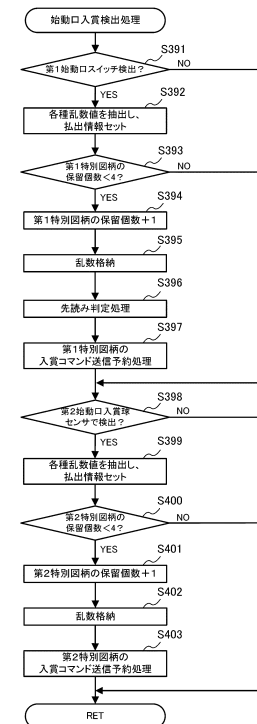 始動口入賞検出処理
S391
第1始動口スイッチ検出？
NO
YES
S392
各種乱数値を抽出し、
払出情報セット
S393
第1特別図柄の
保留個数＜4？
NO
YES
S394
第1特別図柄の保留個数＋1
S395
乱数格納
S396
先読み判定処理
S397
第1特別図柄の
入賞コマンド送信予約処理
S398
第2始動口入賞球
センサで検出？
NO
YES
S399
各種乱数値を抽出し、
払出情報セット
S400
第2特別図柄の
保留個数＜4？
NO
YES
S401
第2特別図柄の保留個数＋1
S402
乱数格納
S403
第2特別図柄の
入賞コマンド送信予約処理
RET